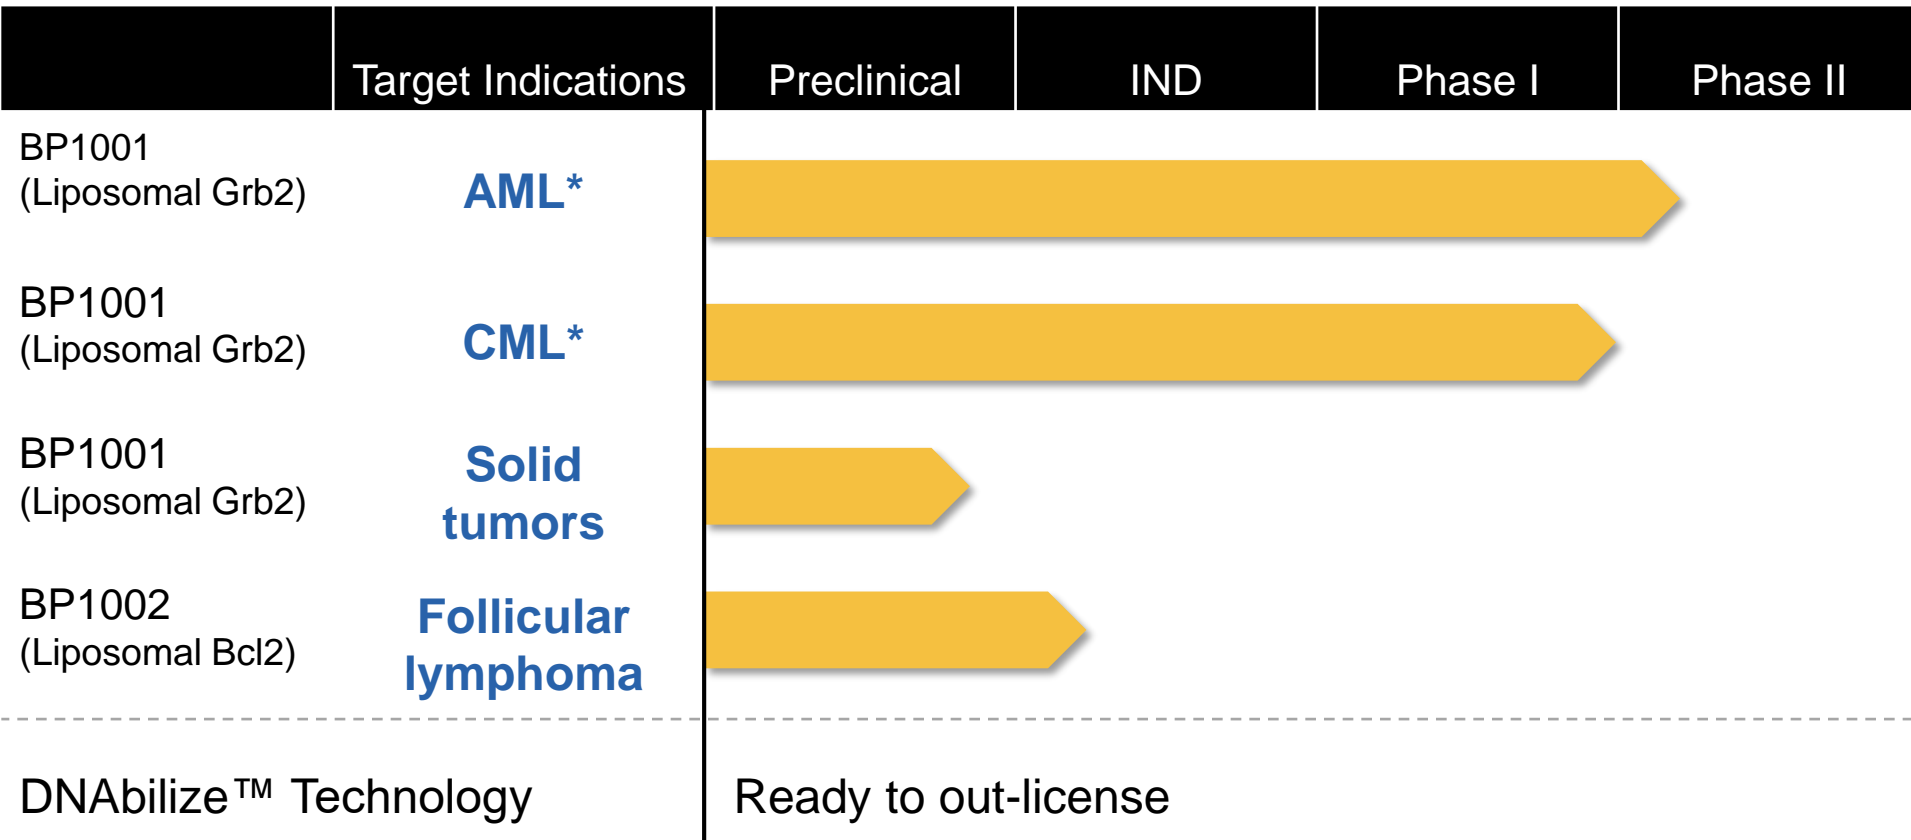 Target Indications Preclinical IND Phase I Phase II
BP1001
(Liposomal Grb2)
AML*
BP1001
(Liposomal Grb2)
CML*
BP1001
(Liposomal Grb2)
Solid
tumors
BP1002
(Liposomal Bcl2)
Follicular
lymphoma
DNAbilize™ Technology
Ready to out-license